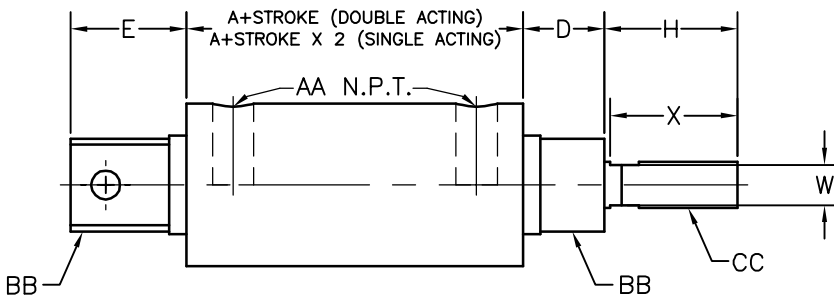 A+STROKE (DOUBLE ACTING)
E
D
H
A+STROKE X 2 (SINGLE ACTING)
AA N.P.T.
X
W
BB
BB
CC